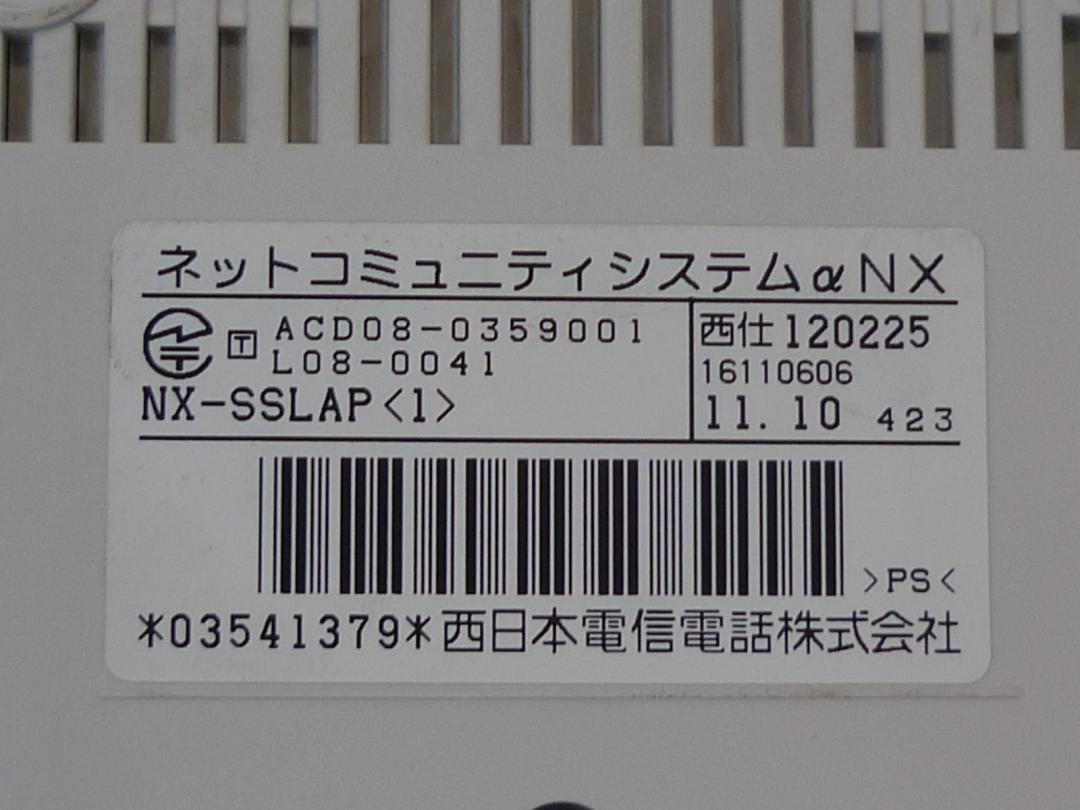 ネットコミュニティシステムαNX
T ACD08-0359001
L08-0041
NX-SSLAP<1>
西仕120225
16110606
11.10 423
>PS<
*03541379*西日本電信電話株式会社